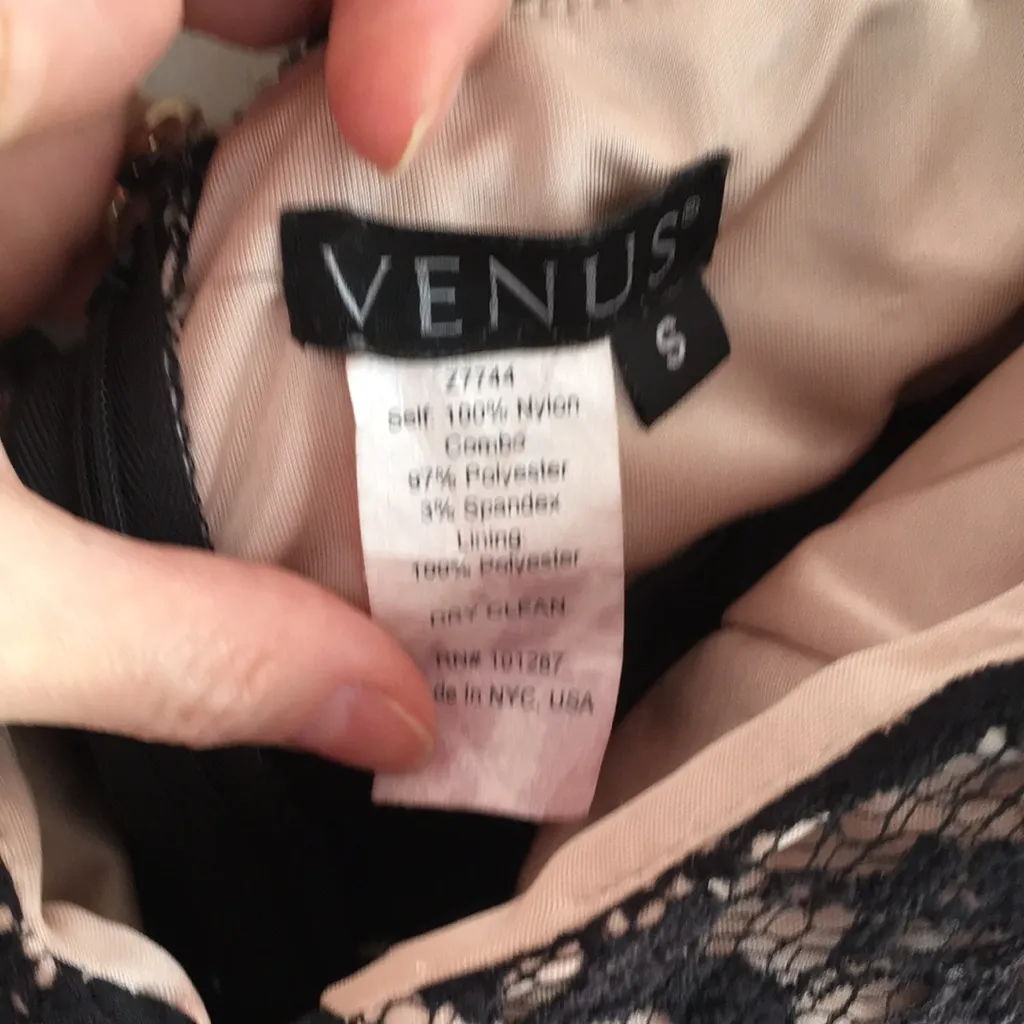 VENUS®
S
Z7744
Self 100% Nylon
Combo
97% Polyester
3% Spandex
Lining
100% Polyester
DRY CLEAN
RN# 101287
de in NYC, USA